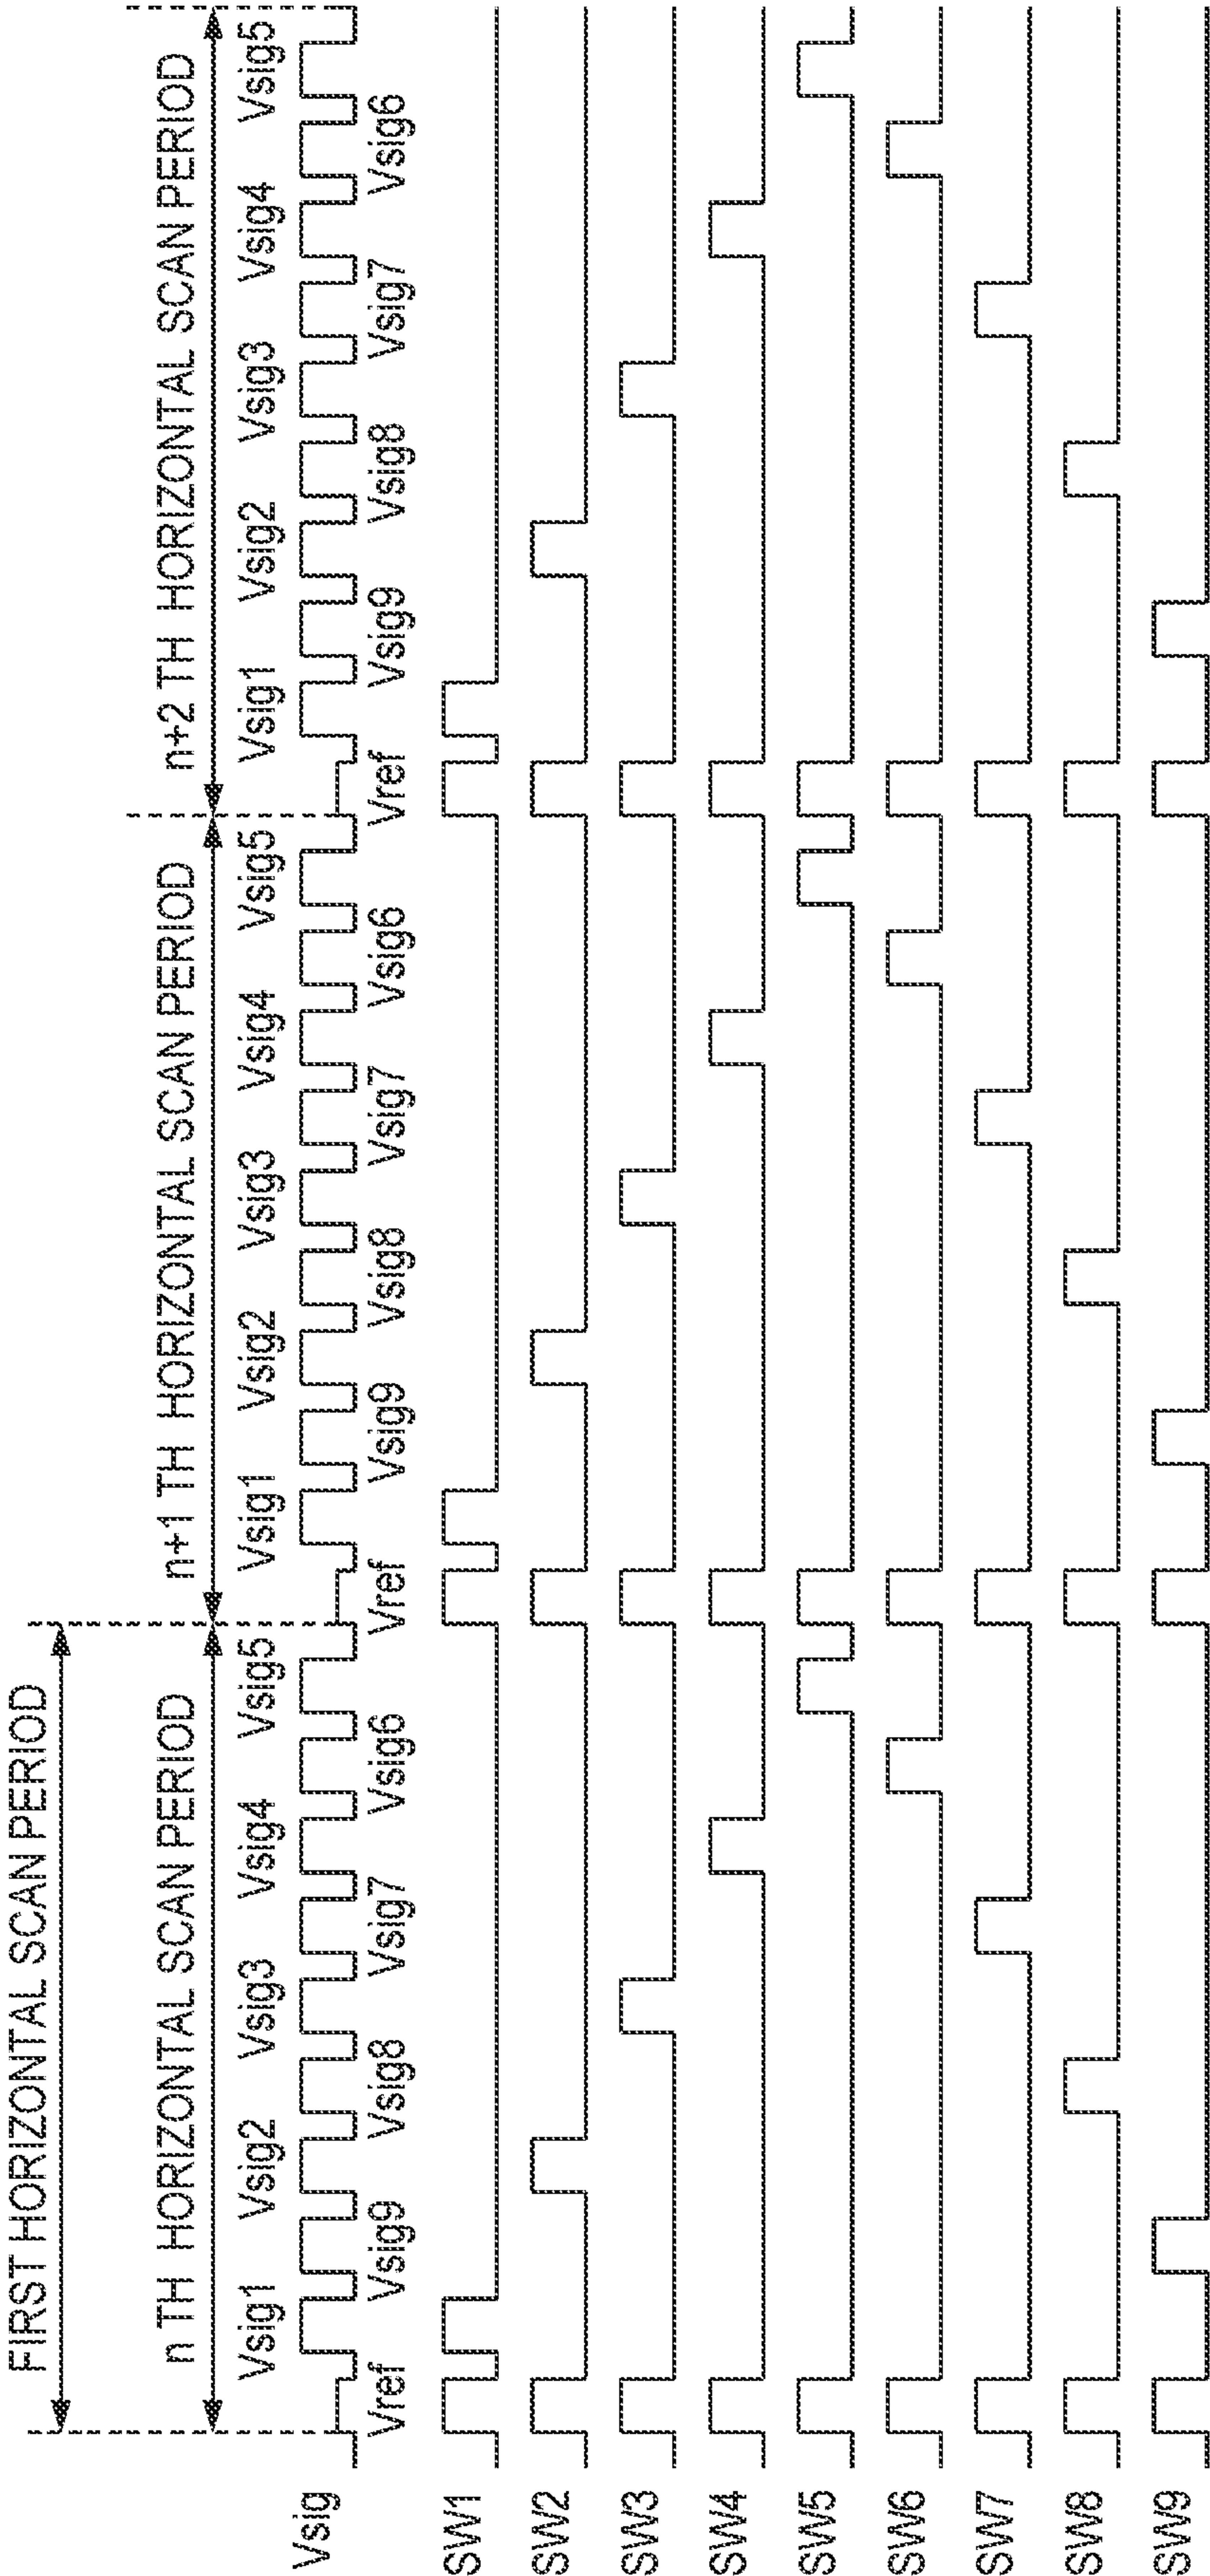 FIRST HORIZONTAL SCAN PERIOD
n TH HORIZONTAL SCAN PERIOD n+1 TH HORIZONTAL SCAN PERIOD n+2 TH HORIZONTAL SCAN PERIOD
Vsig1 Vsig2 Vsig3 Vsig4 Vsig5 Vsig1 Vsig2 Vsig3 Vsig4 Vsig5 Vsig1 Vsig2 Vsig3 Vsig4 Vsig5
Vsig
Vref Vsig9 Vsig8 Vsig7 Vsig6 Vref Vsig9 Vsig8 Vsig7 Vsig6 Vref Vsig9 Vsig8 Vsig7 Vsig6
SW1
SW2
SW3
SW4
SW5
SW6
SW7
SW8
SW9